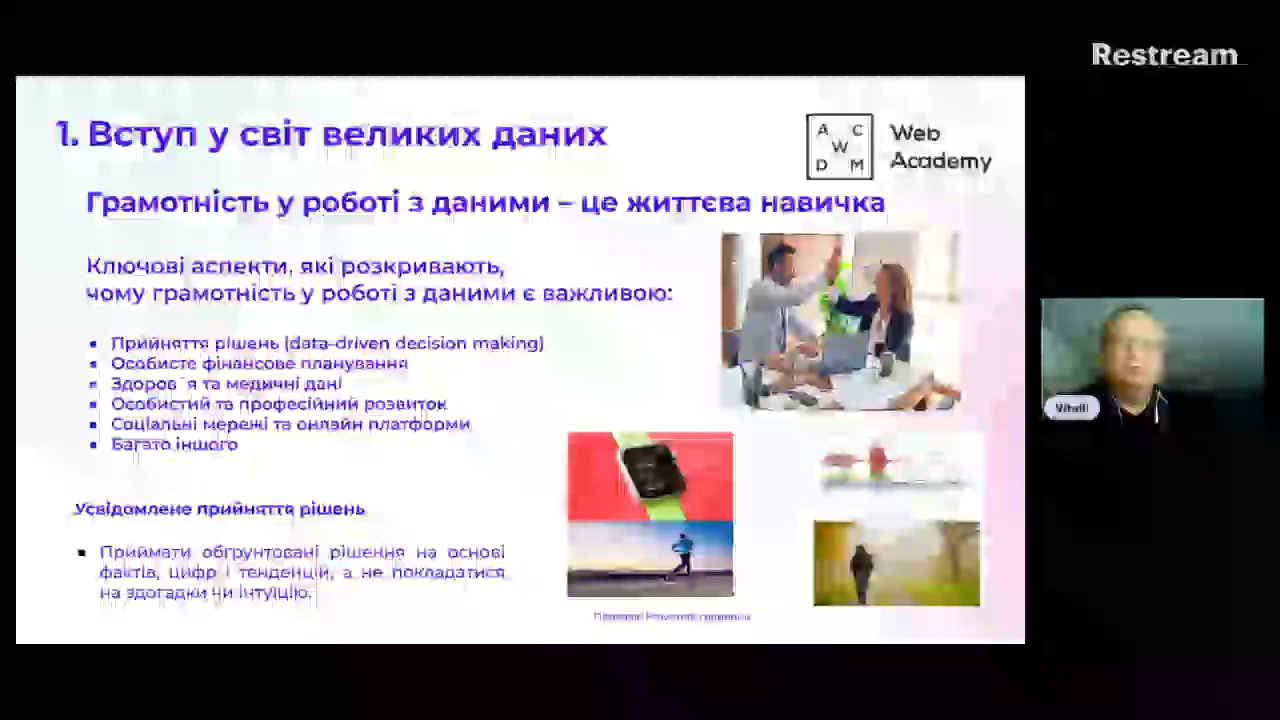 Restream
1. Вступ у світ великих даних
A C
W
D M
Web
Academy
Грамотність у роботі з даними – це життєва навичка
Ключові аспекти, які розкривають,
чому грамотність у роботі з даними є важливою:
Прийняття рішень (data-driven decision making)
Особисте фінансове планування
Здоров`я та медичні дані
Особистий та професійний розвиток
Соціальні мережі та онлайн платформи
Багато іншого
Усвідомлене прийняття рішень
Приймати обґрунтовані рішення на основі
фактів, цифр і тенденцій, а не покладатися
на здогадки чи інтуїцію.
Vitalii